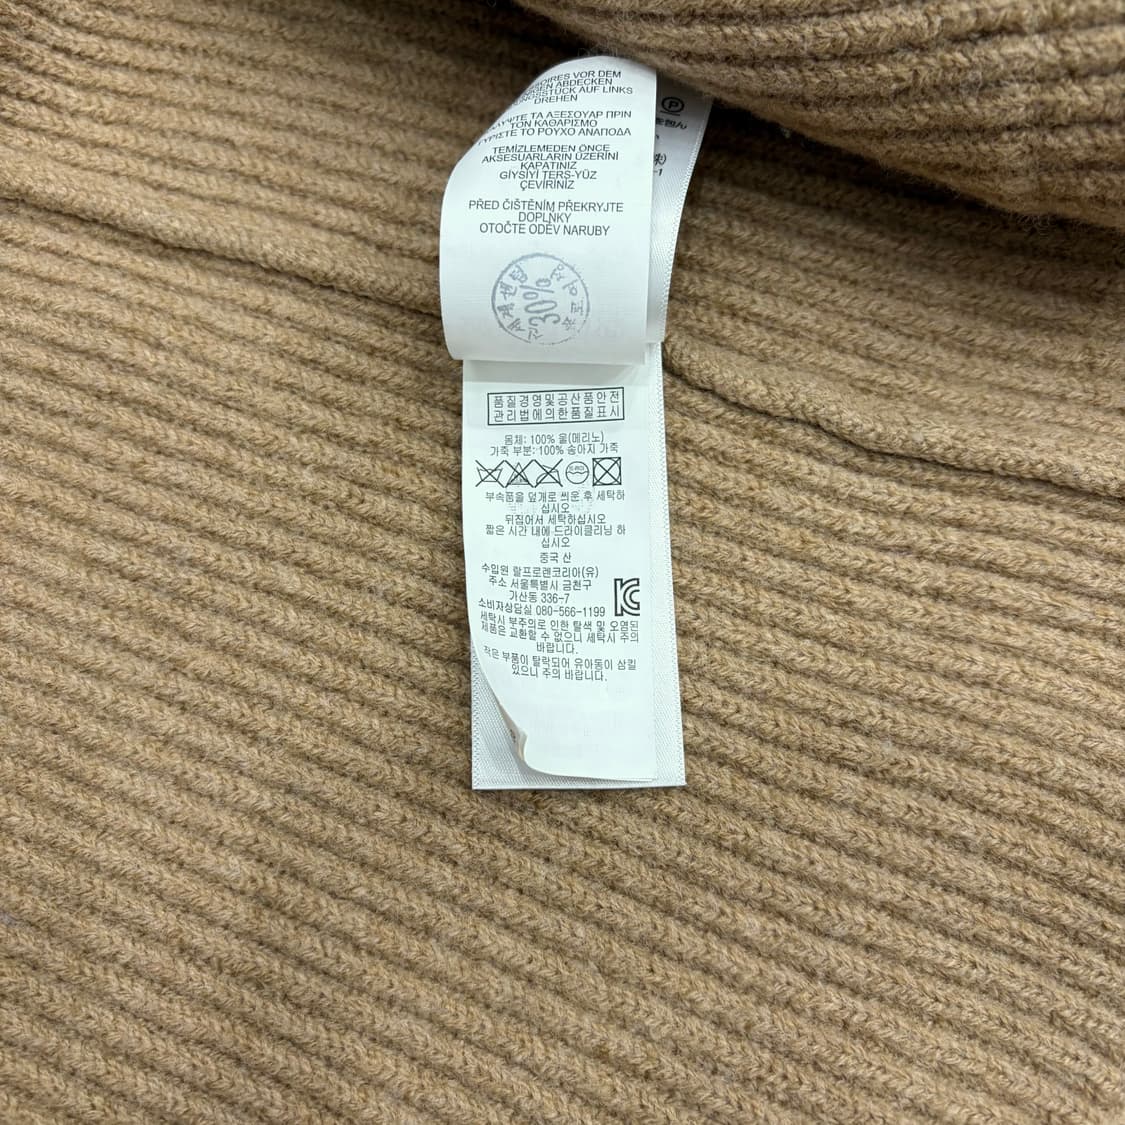 SOIRES VOR DEM
GEN ABDECKEN
UNGSSTÜCK AUF LINKS
DREHEN
ΚΑΛΥΨΤΕ ΤΑ ΑΞΕΣΟΥΑΡ ΠΡΙΝ
ΤΟΝ ΚΑΘΑΡΙΣΜΟ
ΓΥΡΙΣΤΕ ΤΟ ΡΟΥΧΟ ΑΝΑΠΟΔΑ
TEMİZLEMEDEN ÖNCE
AKSESUARLARIN ÜZERİNİ
KAPATINIZ
GİYSİYİ TERS-YÜZ
ÇEVİRİNİZ
PŘED ČIŠTĚNÍM PŘEKRYJTE
DOPLŇKY
OTOČTE ODĚV NARUBY
30%
P
を包ん
품질경영및공산품안전
관리법에의한품질표시
몸체: 100% 울(메리노)
가죽 부분: 100% 송아지 가죽
부속품을 덮개로 씌운 후 세탁하
십시오
뒤집어서 세탁하십시오
짧은 시간 내에 드라이클리닝 하
십시오
중국 산
수입원 랄프로렌코리아(유)
주소 서울특별시 금천구
가산동 336-7
소비자상담실 080-566-1199
세탁시 부주의로 인한 탈색 및 오염된
제품은 교환할 수 없으니 세탁시 주의
바랍니다.
작은 부품이 탈락되어 유아동이 삼킬
있으니 주의 바랍니다.